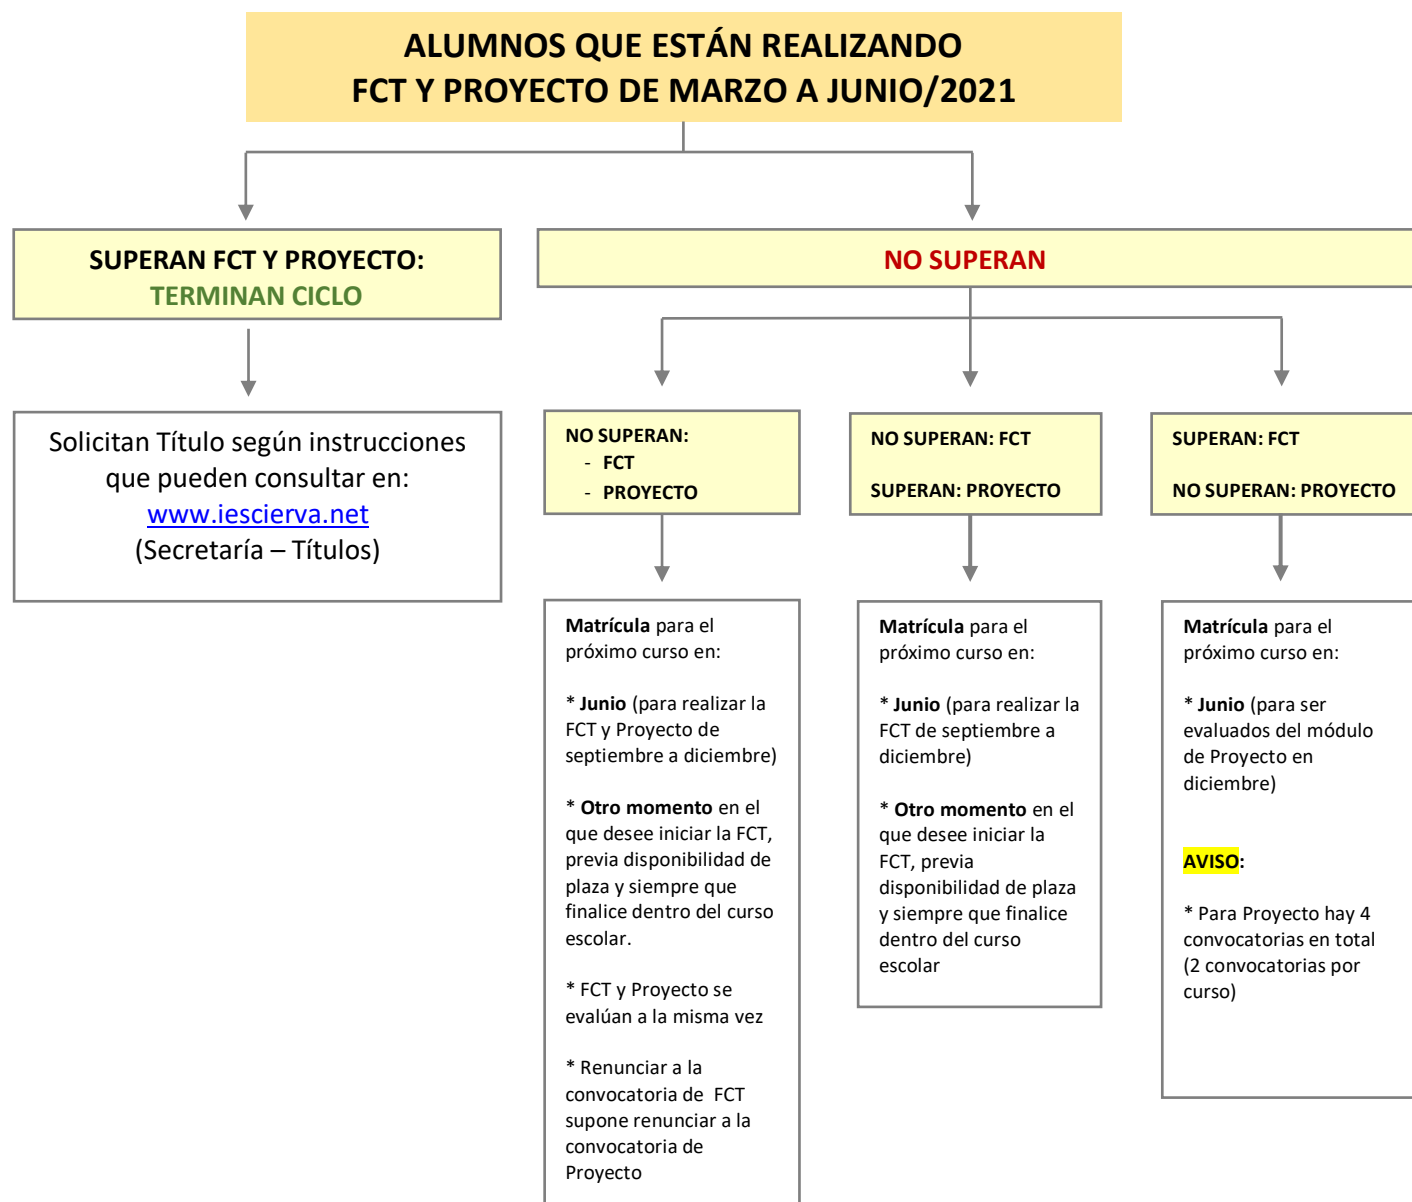 ALUMNOS QUE ESTÁN REALIZANDO
FCT Y PROYECTO DE MARZO A JUNIO/2021
SUPERAN FCT Y PROYECTO:
TERMINAN CICLO
NO SUPERAN
Solicitan Título según instrucciones
que pueden consultar en:
www.iescierva.net
(Secretaría – Títulos)
NO SUPERAN:
- FCT
- PROYECTO
NO SUPERAN: FCT
SUPERAN: PROYECTO
SUPERAN: FCT
NO SUPERAN: PROYECTO
Matrícula para el
próximo curso en:
* Junio (para realizar la
FCT y Proyecto de
septiembre a diciembre)
* Otro momento en el
que desee iniciar la FCT,
previa disponibilidad de
plaza y siempre que
finalice dentro del curso
escolar.
* FCT y Proyecto se
evalúan a la misma vez
* Renunciar a la
convocatoria de  FCT
supone renunciar a la
convocatoria de
Proyecto
Matrícula para el
próximo curso en:
* Junio (para realizar la
FCT de septiembre a
diciembre)
* Otro momento en el
que desee iniciar la
FCT, previa
disponibilidad de plaza
y siempre que finalice
dentro del curso
escolar
Matrícula para el
próximo curso en:
* Junio (para ser
evaluados del módulo
de Proyecto en
diciembre)
AVISO:
* Para Proyecto hay 4
convocatorias en total
(2 convocatorias por
curso)